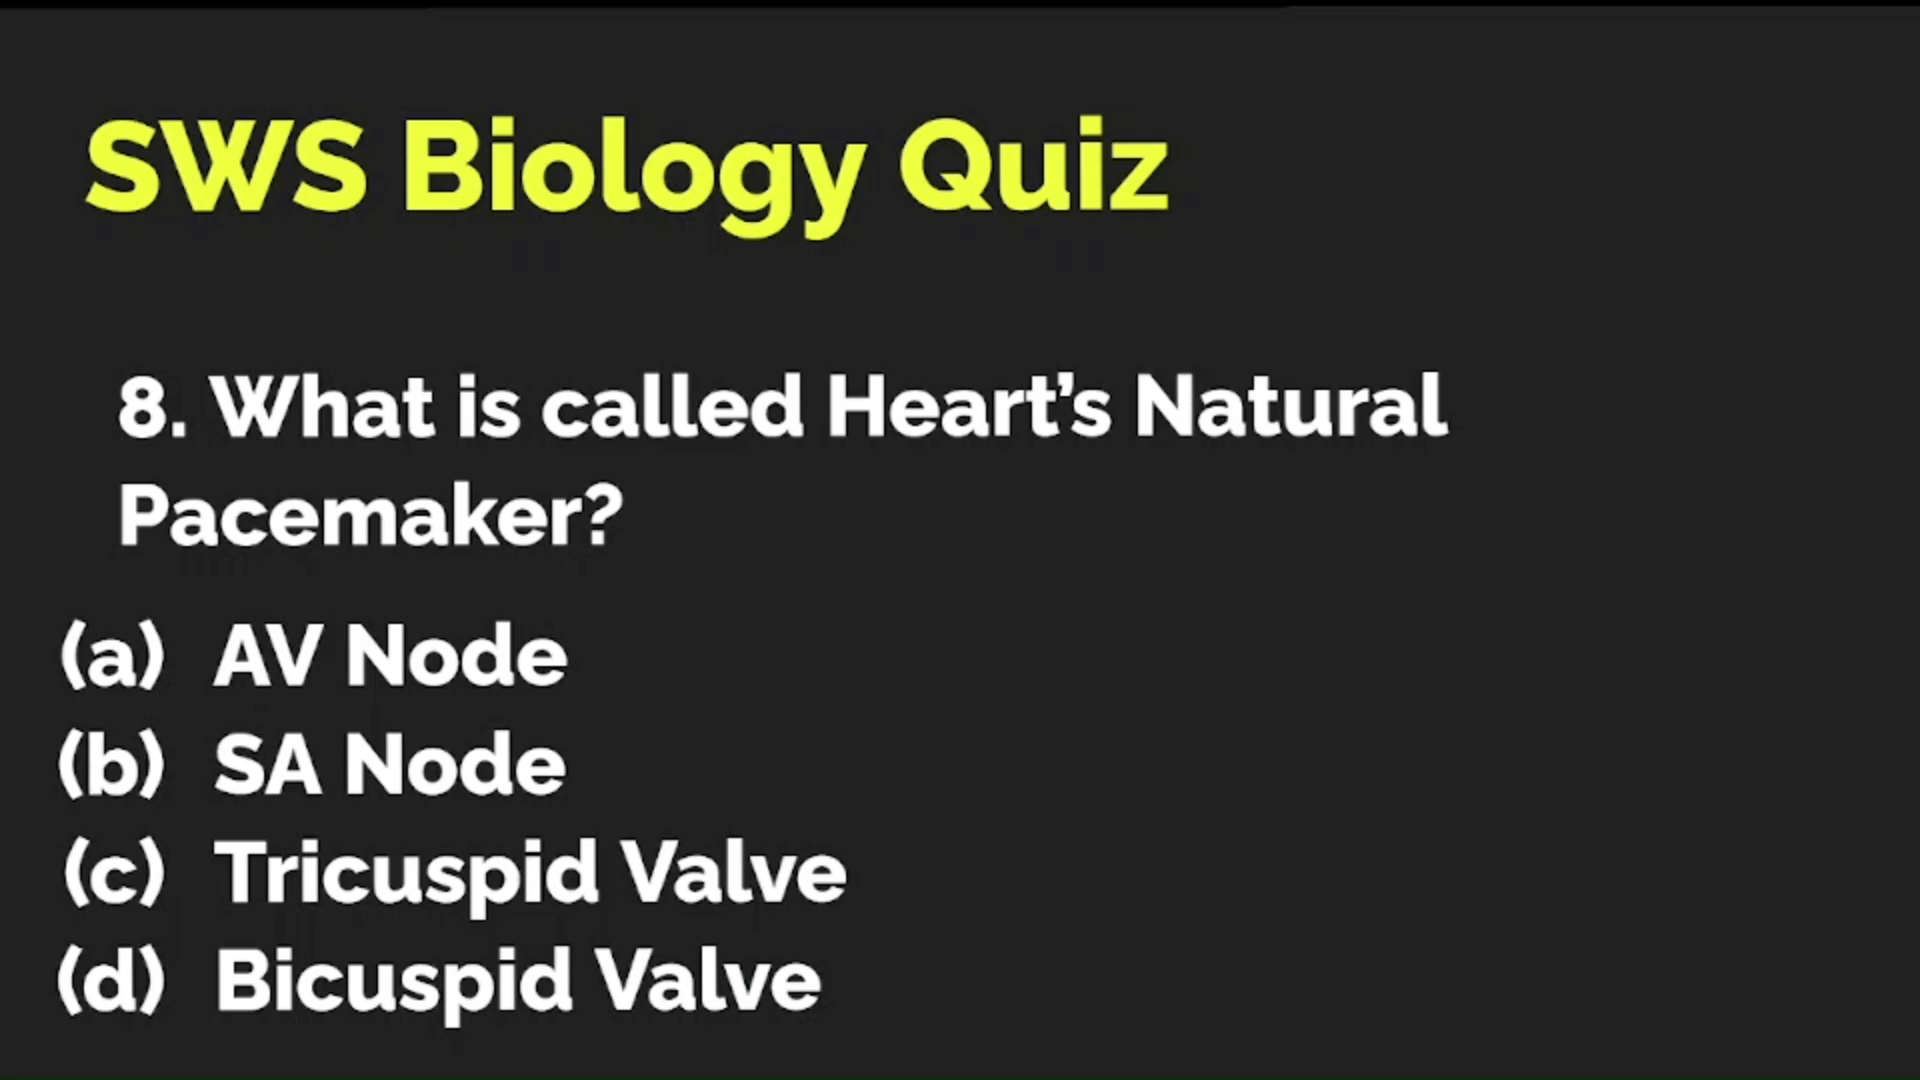 SWS Biology Quiz
8. What is called Heart’s Natural
Pacemaker?
(a) AV Node
(b) SA Node
(c) Tricuspid Valve
(d) Bicuspid Valve